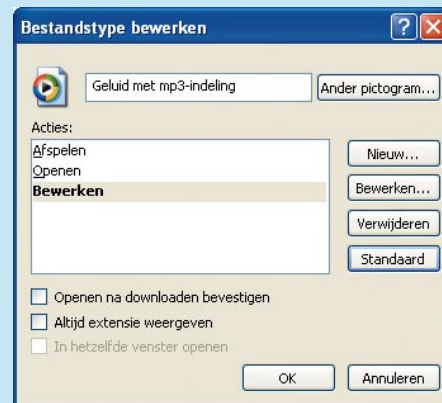 Bestandstype bewerken
Geluid met mp3-indeling
Ander pictogram...
Acties:
Afspelen
Openen
Bewerken
Nieuw...
Bewerken...
Verwijderen
Standaard
Openen na downloaden bevestigen
Altijd extensie weergeven
In hetzelfde venster openen
OK
Annuleren